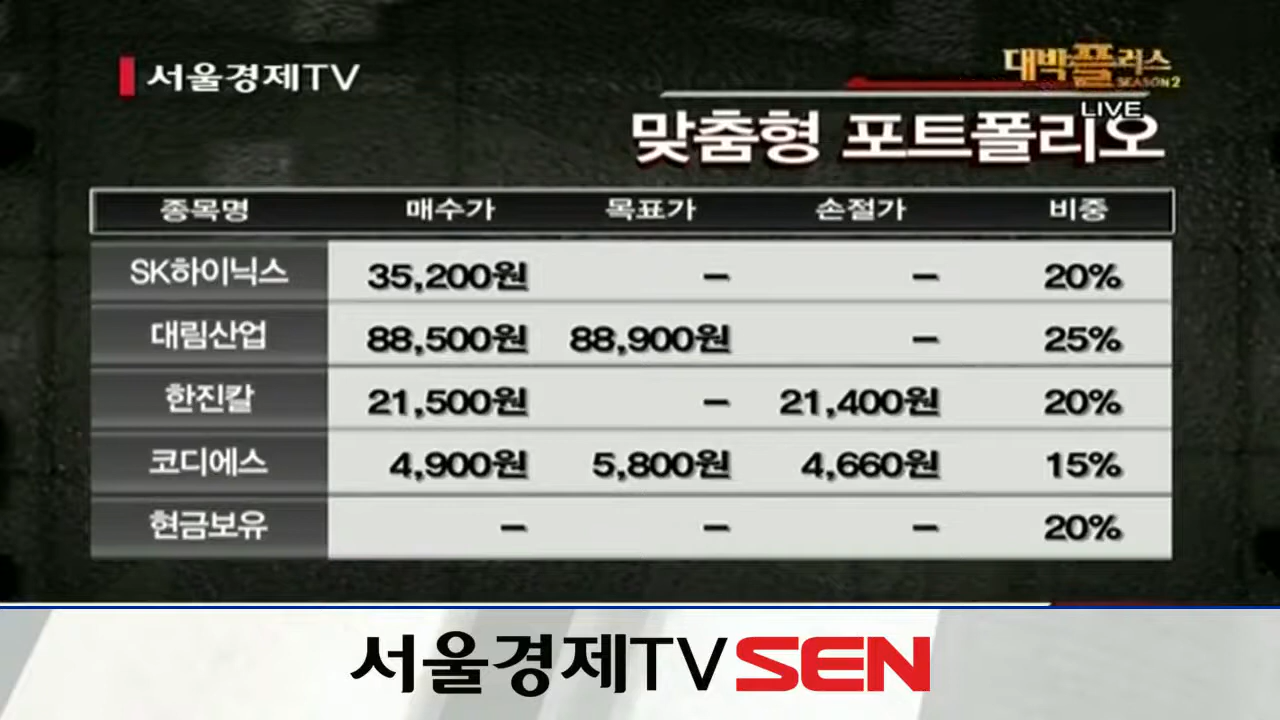 서울경제TV
대박플러스
SEASON2
LIVE
맞춤형 포트폴리오
종목명 매수가 목표가 손절가 비중
SK하이닉스 35,200원 – – 20%
대림산업 88,500원 88,900원 – 25%
한진칼 21,500원 – 21,400원 20%
코디에스 4,900원 5,800원 4,660원 15%
현금보유 – – – 20%
서울경제TV SEN